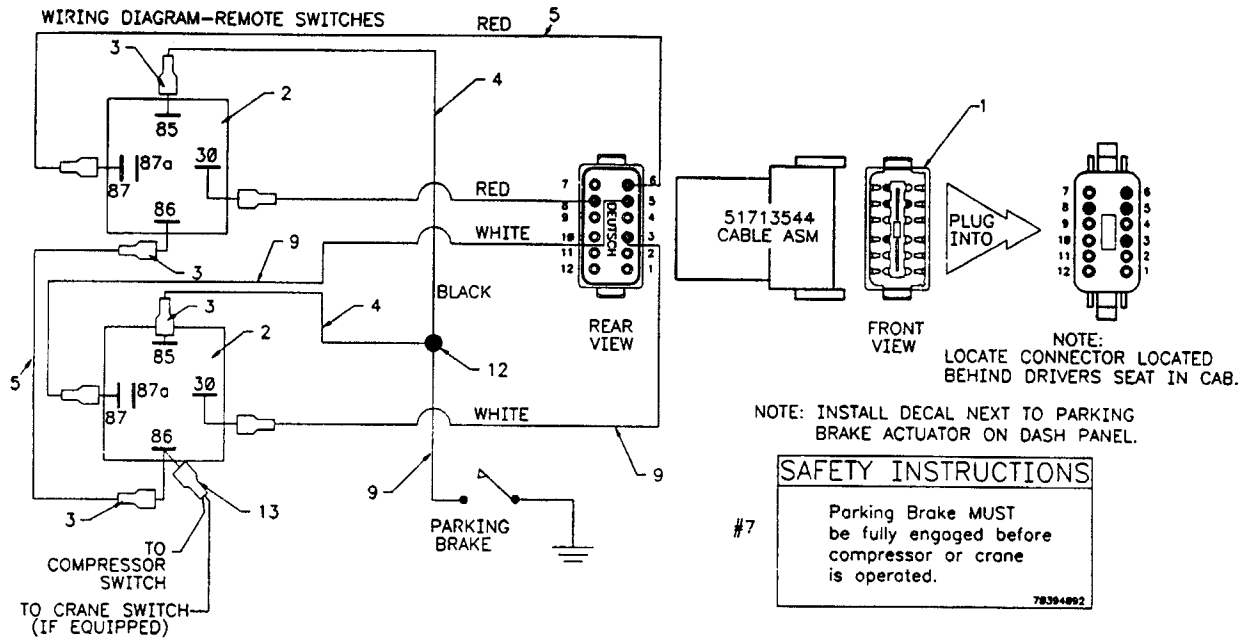 WIRING DIAGRAM-REMOTE SWITCHES
RED
5
3
4
2
1
85
87a
30
87
86
RED
WHITE
9
3
BLACK
7
8
9
10
11
12
6
5
4
3
2
1
DEUTSCH
REAR
VIEW
51713544
CABLE ASM
FRONT
VIEW
PLUG
INTO
7
8
9
10
11
12
6
5
4
3
2
1
NOTE:
LOCATE CONNECTOR LOCATED
BEHIND DRIVERS SEAT IN CAB.
3
4
2
12
85
5
87a
30
87
86
WHITE
9
9
3
13
PARKING
BRAKE
TO
COMPRESSOR
SWITCH
TO CRANE SWITCH
(IF EQUIPPED)
NOTE: INSTALL DECAL NEXT TO PARKING
BRAKE ACTUATOR ON DASH PANEL.
#7
SAFETY INSTRUCTIONS
Parking Brake MUST
be fully engaged before
compressor or crane
is operated.
78394892